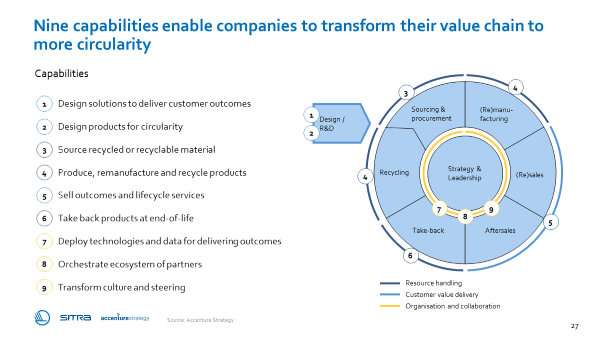 Nine capabilities enable companies to transform their value chain to
more circularity
Capabilities
1 Design solutions to deliver customer outcomes
2 Design products for circularity
3 Source recycled or recyclable material
4 Produce, remanufacture and recycle products
5 Sell outcomes and lifecycle services
6 Take back products at end-of-life
7 Deploy technologies and data for delivering outcomes
8 Orchestrate ecosystem of partners
9 Transform culture and steering
1
2
Design /
R&D
3
Sourcing &
procurement
4
(Re)manu-
facturing
Recycling
4
Strategy &
Leadership
(Re)sales
5
7
8
9
Take-back
6
Aftersales
Resource handling
Customer value delivery
Organisation and collaboration
SITRA
accenturestrategy
Source: Accenture Strategy
27